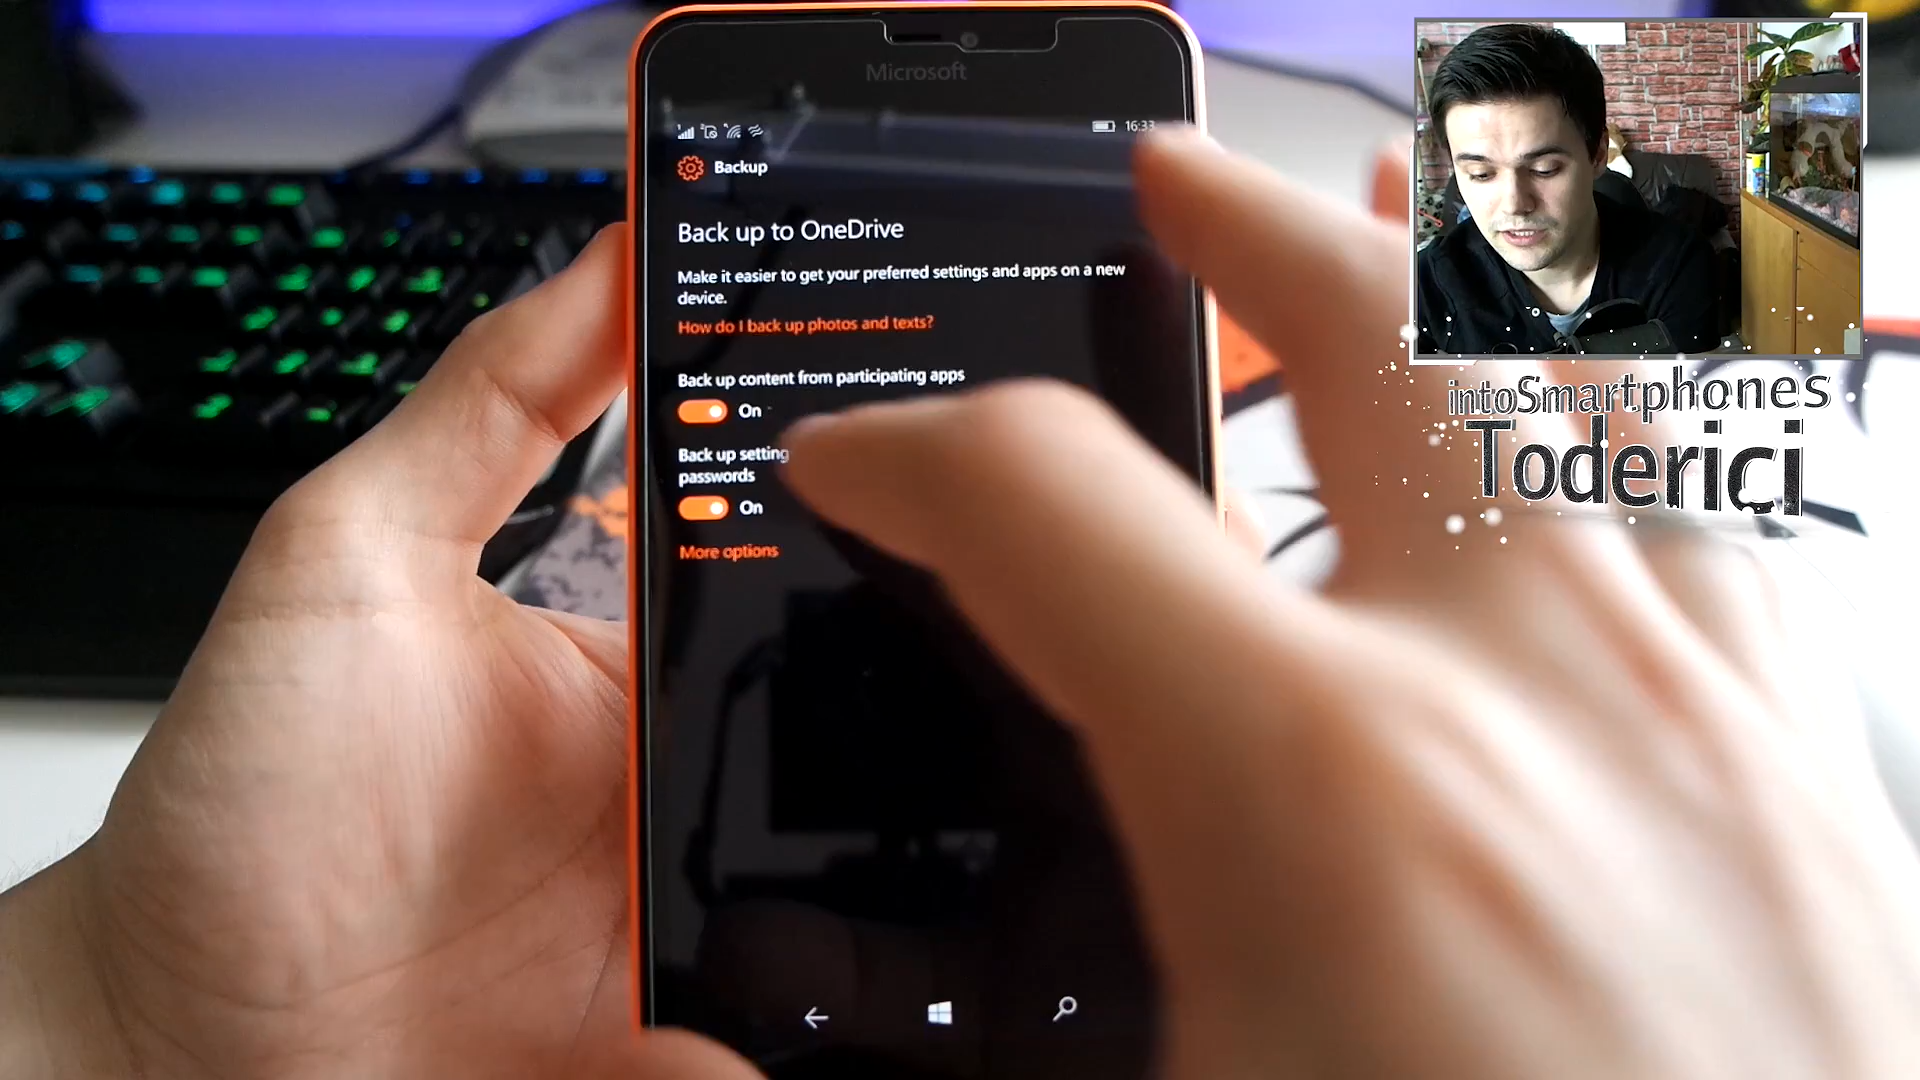 Microsoft
16:33
Backup
Back up to OneDrive
Make it easier to get your preferred settings and apps on a new
device.
How do I back up photos and texts?
Back up content from participating apps
On
Back up setting
passwords
On
More options
intoSmartphones
Toderici